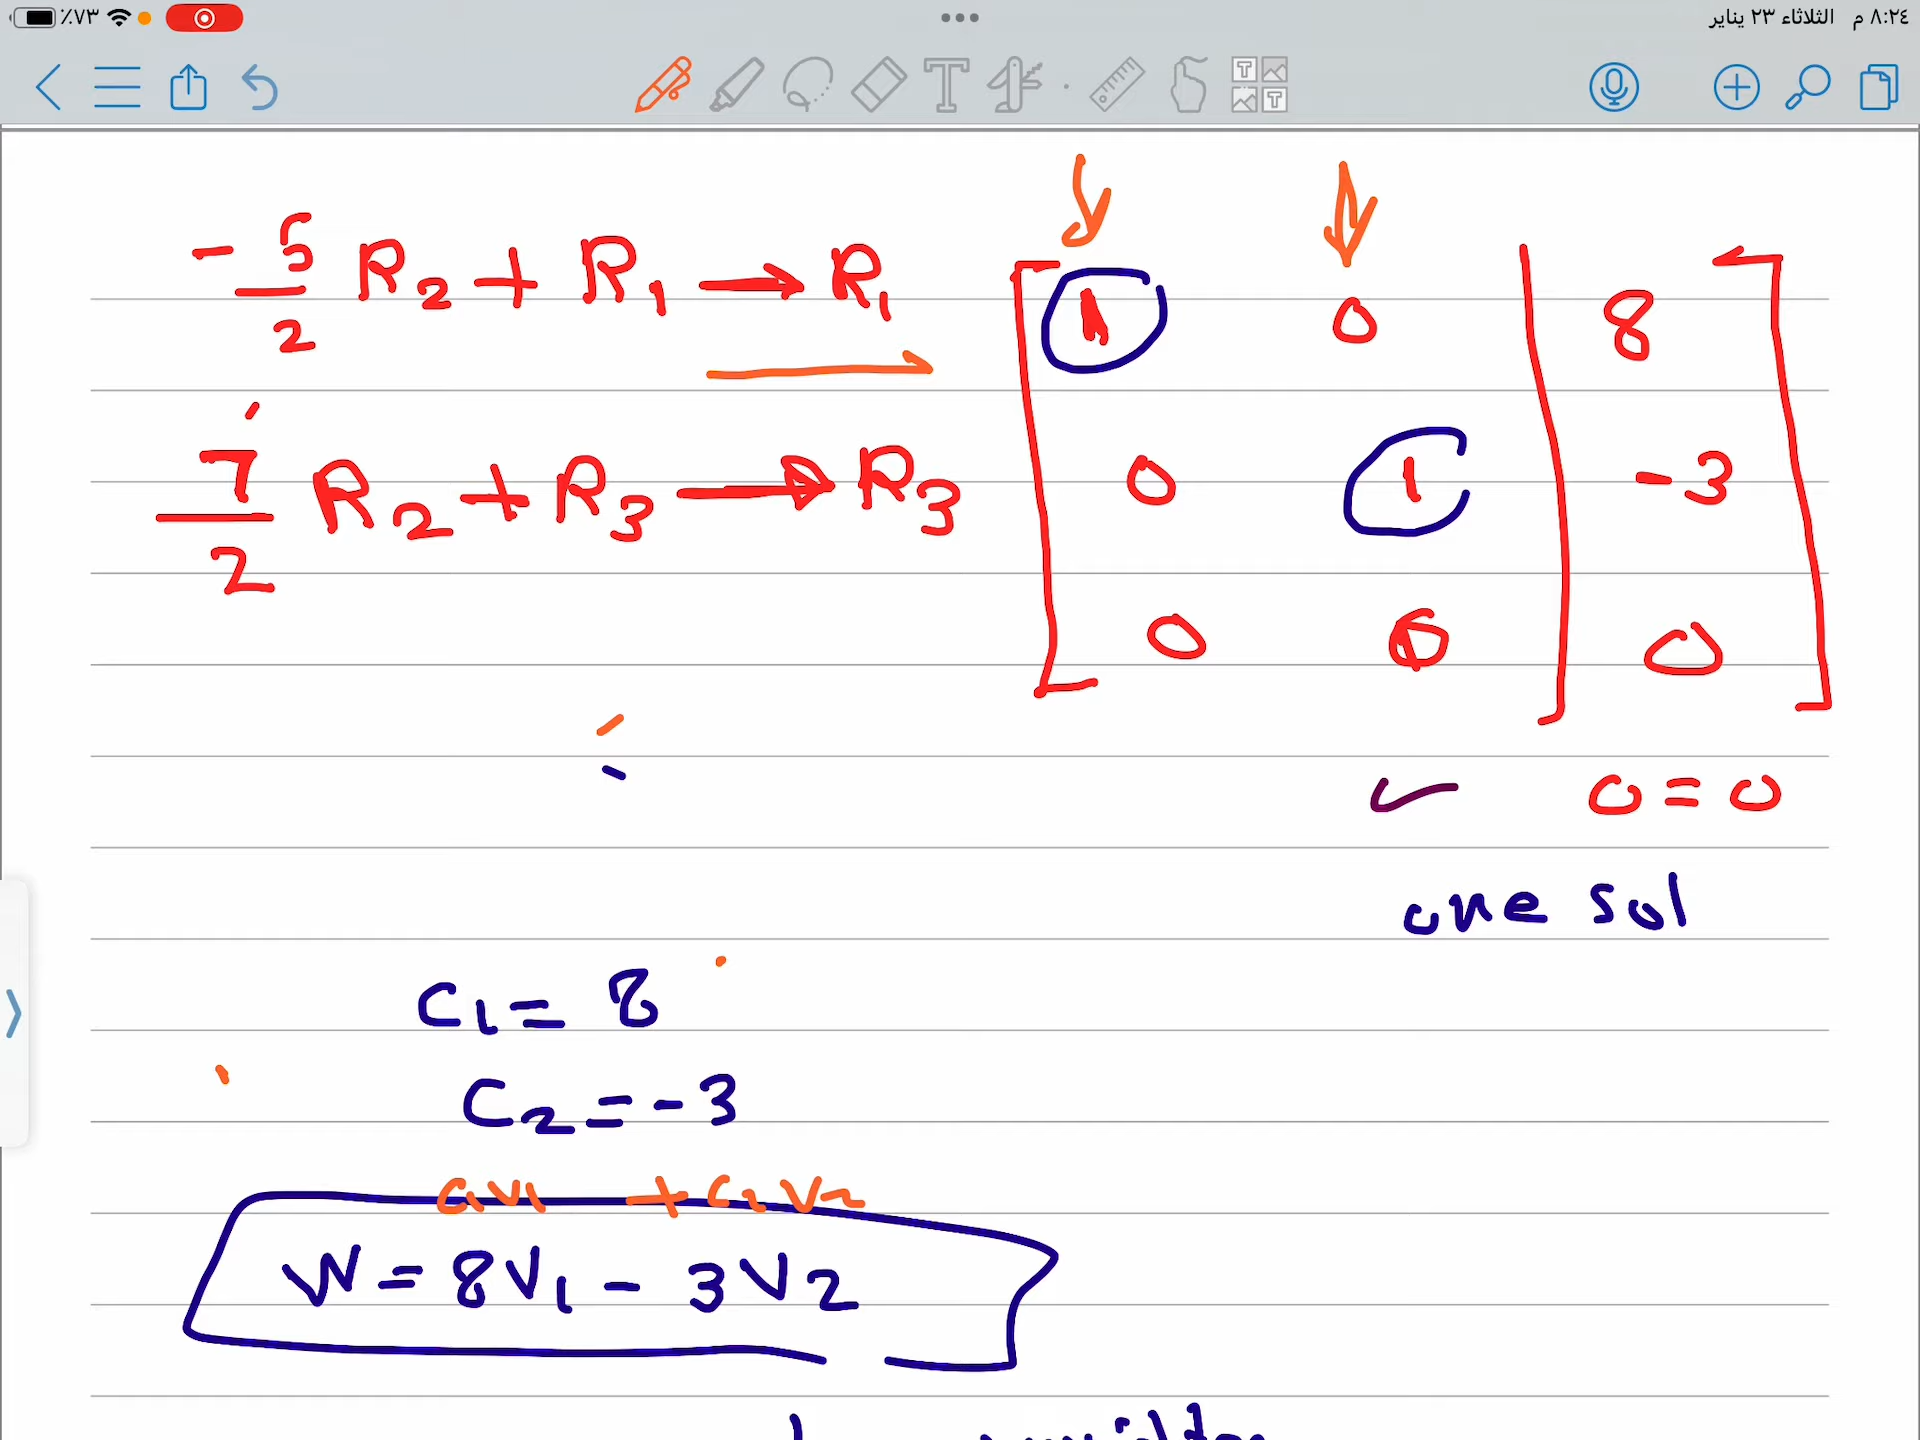 ٪٧٣ ٨:٢٤ م الثلاثاء ٢٣ يناير
-5/2 R2 + R1 → R1
7/2 R2 + R3 → R3
1 0 | 8
0 1 | -3
0 0 | 0
✓ 0 = 0
one sol
C1 = 8
C2 = -3
C1V1 + C2V2
W = 8V1 - 3V2